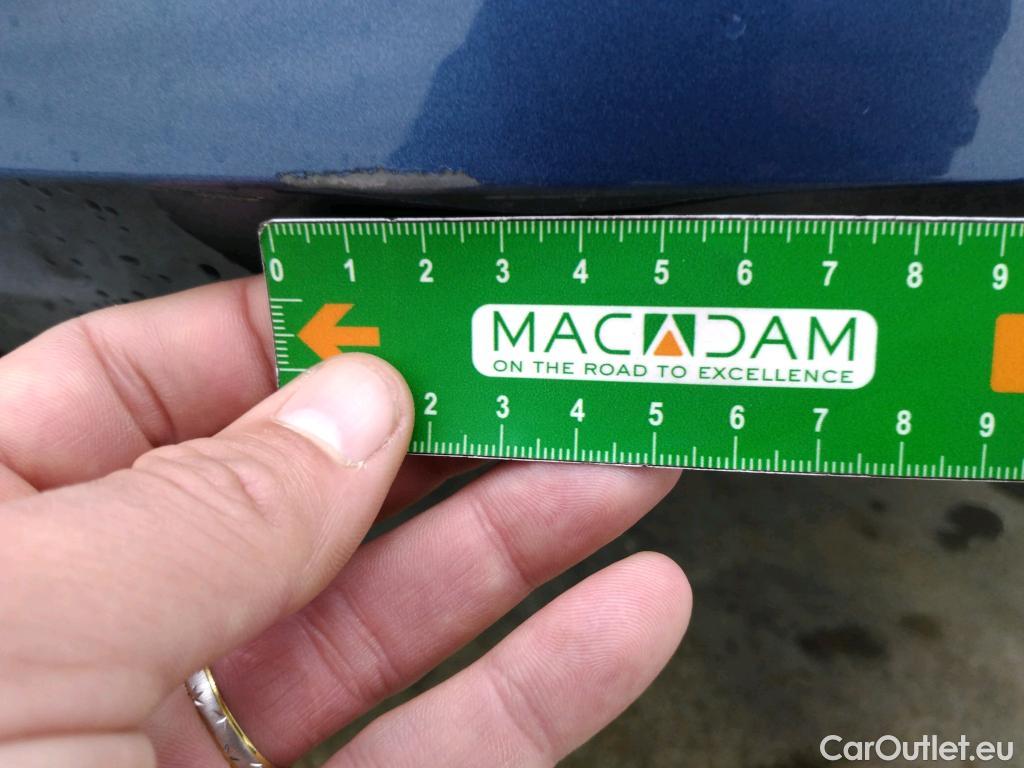 0 1 2 3 4 5 6 7 8 9
MACADAM
ON THE ROAD TO EXCELLENCE
2 3 4 5 6 7 8 9
CarOutlet.eu